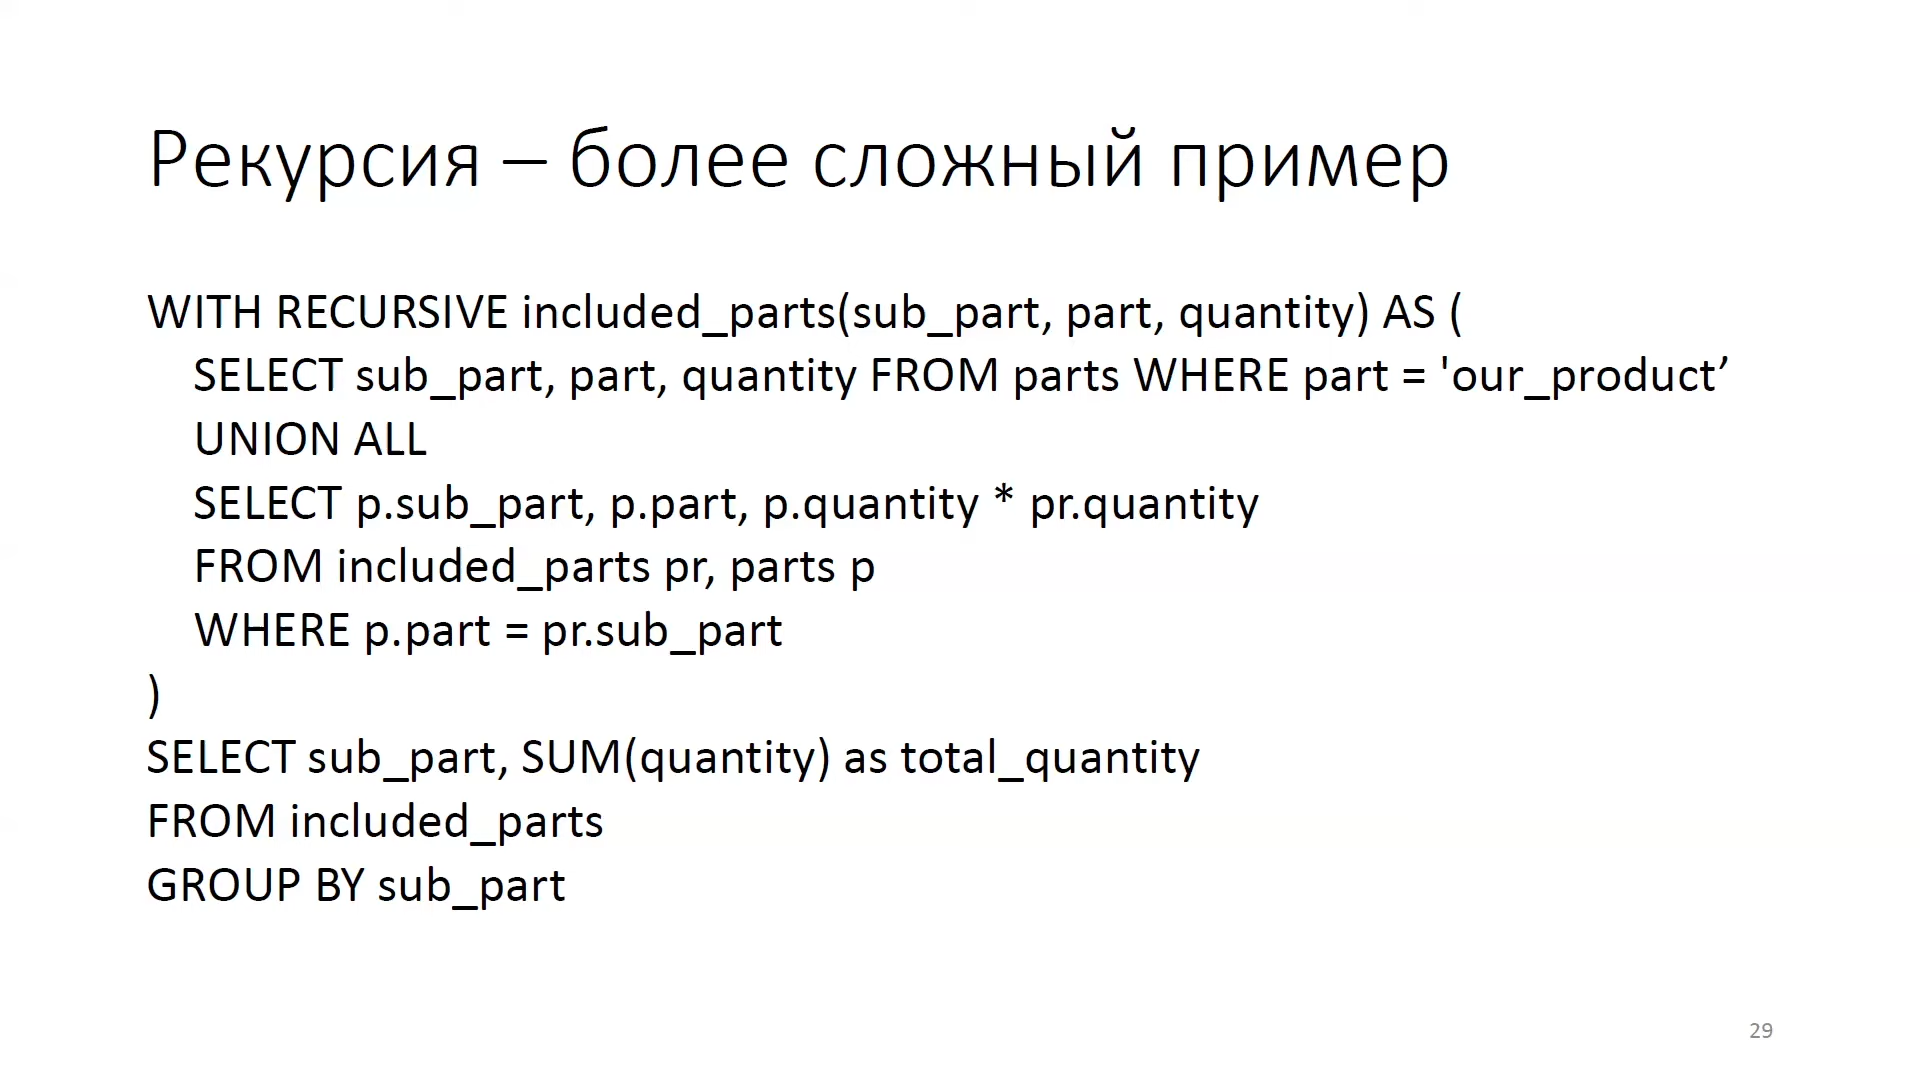 Рекурсия – более сложный пример
WITH RECURSIVE included_parts(sub_part, part, quantity) AS (
SELECT sub_part, part, quantity FROM parts WHERE part = 'our_product’
UNION ALL
SELECT p.sub_part, p.part, p.quantity * pr.quantity
FROM included_parts pr, parts p
WHERE p.part = pr.sub_part
)
SELECT sub_part, SUM(quantity) as total_quantity
FROM included_parts
GROUP BY sub_part
29